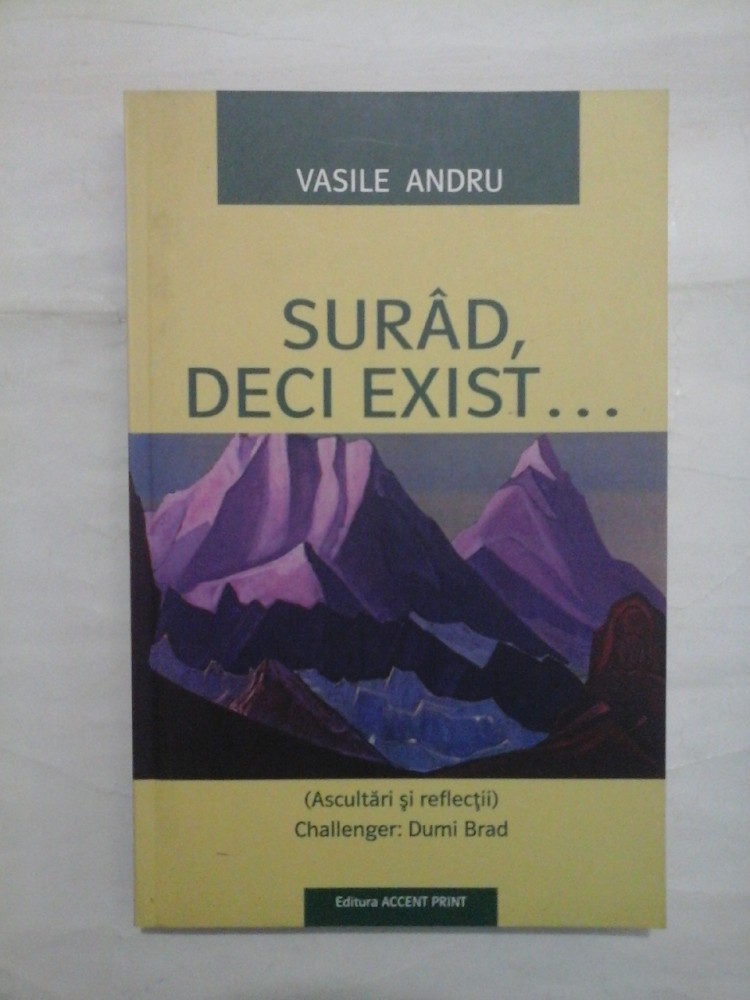 VASILE ANDRU
SURÂD,
DECI EXIST...
(Ascultări şi reflecţii)
Challenger: Dumi Brad
Editura ACCENT PRINT